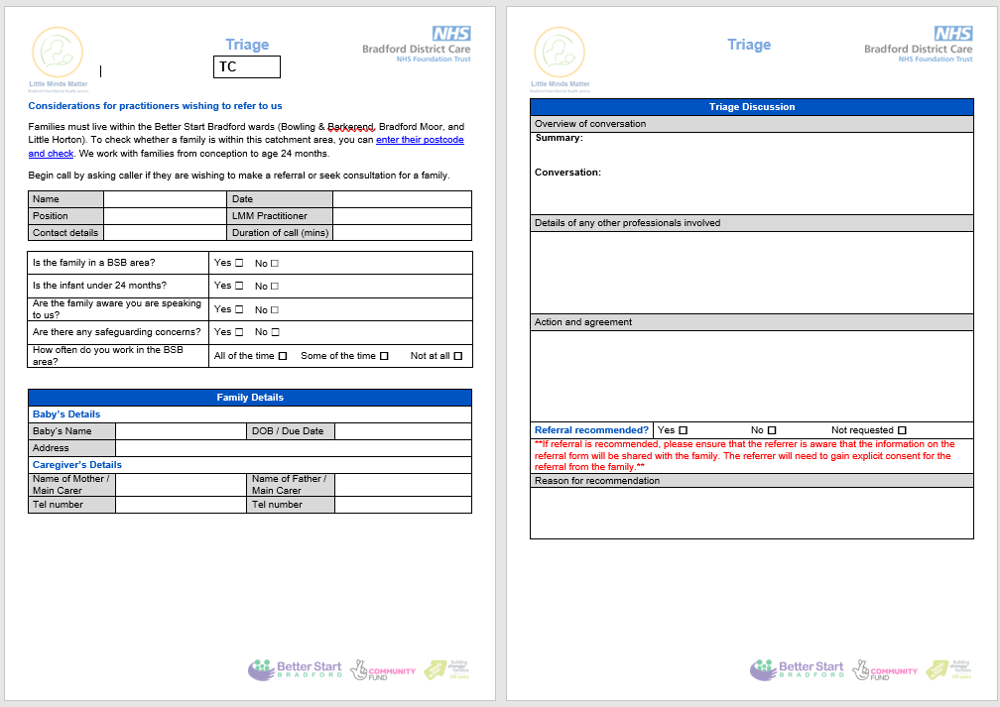 Triage
TC
NHS
Bradford District Care
NHS Foundation Trust
Little Minds Matter
Considerations for practitioners wishing to refer to us
Families must live within the Better Start Bradford wards (Bowling & Barkerend, Bradford Moor, and
Little Horton). To check whether a family is within this catchment area, you can enter their postcode
and check. We work with families from conception to age 24 months.
Begin call by asking caller if they are wishing to make a referral or seek consultation for a family.
Name Date
Position LMM Practitioner
Contact details Duration of call (mins)
Is the family in a BSB area? Yes ☐ No ☐
Is the infant under 24 months? Yes ☐ No ☐
Are the family aware you are speaking
to us? Yes ☐ No ☐
Are there any safeguarding concerns? Yes ☐ No ☐
How often do you work in the BSB
area? All of the time ☐ Some of the time ☐ Not at all ☐
Family Details
Baby's Details
Baby's Name DOB / Due Date
Address
Caregiver's Details
Name of Mother / Name of Father /
Main Carer Main Carer
Tel number Tel number
Better Start
BRADFORD
COMMUNITY
FUND
Triage
NHS
Bradford District Care
NHS Foundation Trust
Little Minds Matter
Triage Discussion
Overview of conversation
Summary:
Conversation:
Details of any other professionals involved
Action and agreement
Referral recommended? Yes ☐ No ☐ Not requested ☐
**If referral is recommended, please ensure that the referrer is aware that the information on the
referral form will be shared with the family. The referrer will need to gain explicit consent for the
referral from the family.**
Reason for recommendation
Better Start
BRADFORD
COMMUNITY
FUND